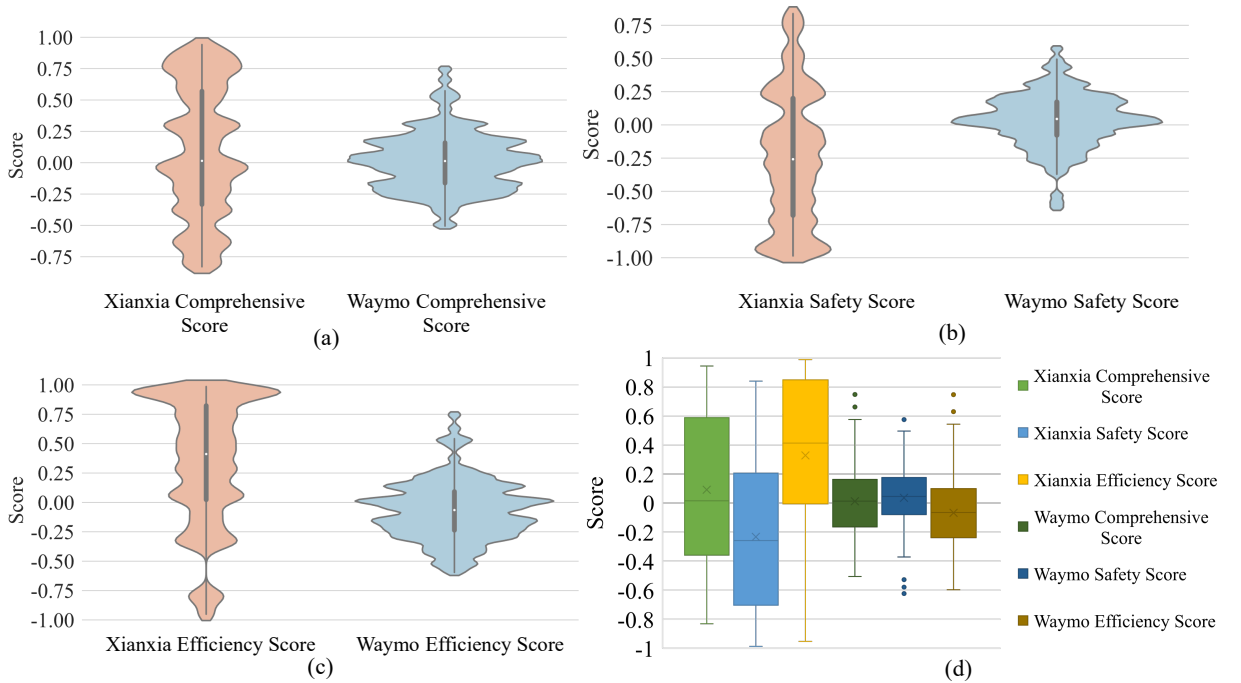 1.00
0.75
0.50
0.25
0.00
-0.25
-0.50
-0.75
Score
Xianxia Comprehensive
Score
Waymo Comprehensive
Score
(a)
0.75
0.50
0.25
0.00
-0.25
-0.50
-0.75
-1.00
Score
Xianxia Safety Score
Waymo Safety Score
(b)
1.00
0.75
0.50
0.25
0.00
-0.25
-0.50
-0.75
-1.00
Score
Xianxia Efficiency Score
Waymo Efficiency Score
(c)
1
0.8
0.6
0.4
0.2
0
-0.2
-0.4
-0.6
-0.8
-1
Score
Xianxia Comprehensive
Score
Xianxia Safety Score
Xianxia Efficiency Score
Waymo Comprehensive
Score
Waymo Safety Score
Waymo Efficiency Score
(d)